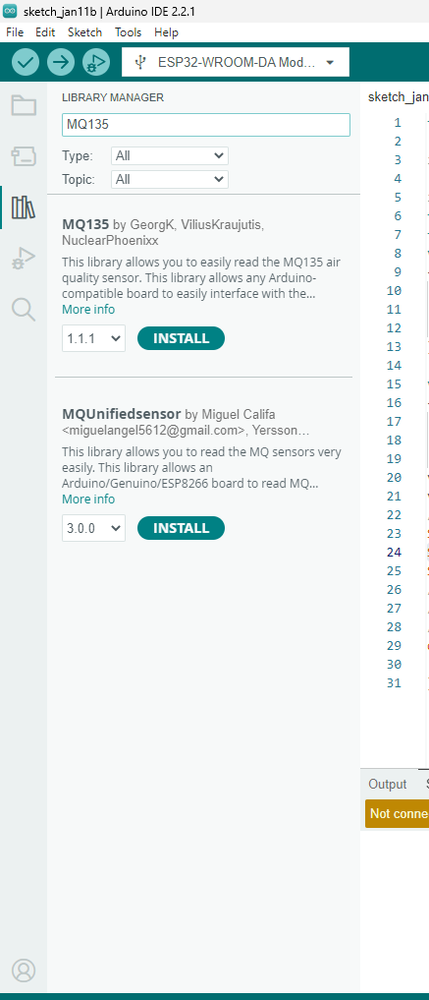 sketch_jan11b | Arduino IDE 2.2.1
File Edit Sketch Tools Help
ESP32-WROOM-DA Mod...
LIBRARY MANAGER
sketch_jan
MQ135
Type: All
Topic: All
MQ135 by GeorgK, ViliusKraujutis,
NuclearPhoenixx
This library allows you to easily read the MQ135 air
quality sensor. This library allows any Arduino-
compatible board to easily interface with the...
More info
1.1.1 INSTALL
MQUnifiedsensor by Miguel Califa
<miguelangel5612@gmail.com>, Yersson...
This library allows you to read the MQ sensors very
easily. This library allows an
Arduino/Genuino/ESP8266 board to read MQ...
More info
3.0.0 INSTALL
1
2
3
4
5
6
7
8
9
10
11
12
13
14
15
16
17
18
19
20
21
22
23
24
25
26
27
28
29
30
31
Output
Not conne